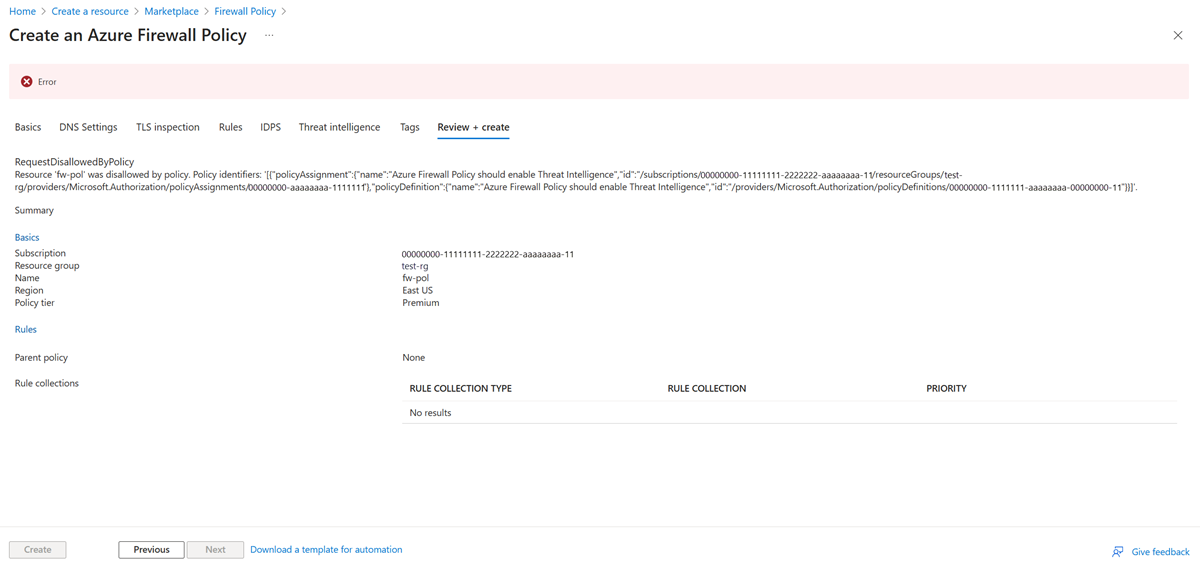 Home > Create a resource > Marketplace > Firewall Policy >
Create an Azure Firewall Policy ...
Error
Basics DNS Settings TLS inspection Rules IDPS Threat intelligence Tags Review + create
RequestDisallowedByPolicy
Resource 'fw-pol' was disallowed by policy. Policy identifiers: '[{"policyAssignment":{"name":"Azure Firewall Policy should enable Threat Intelligence","id":"/subscriptions/00000000-11111111-2222222-aaaaaaaa-11/resourceGroups/test-
rg/providers/Microsoft.Authorization/policyAssignments/00000000-aaaaaaaa-1111111"},"policyDefinition":{"name":"Azure Firewall Policy should enable Threat Intelligence","id":"/providers/Microsoft.Authorization/policyDefinitions/00000000-1111111-aaaaaaaa-00000000-11"}}]'.
Summary
Basics
Subscription 00000000-11111111-2222222-aaaaaaaa-11
Resource group test-rg
Name fw-pol
Region East US
Policy tier Premium
Rules
Parent policy None
Rule collections
RULE COLLECTION TYPE RULE COLLECTION PRIORITY
No results
Create Previous Next Download a template for automation Give feedback